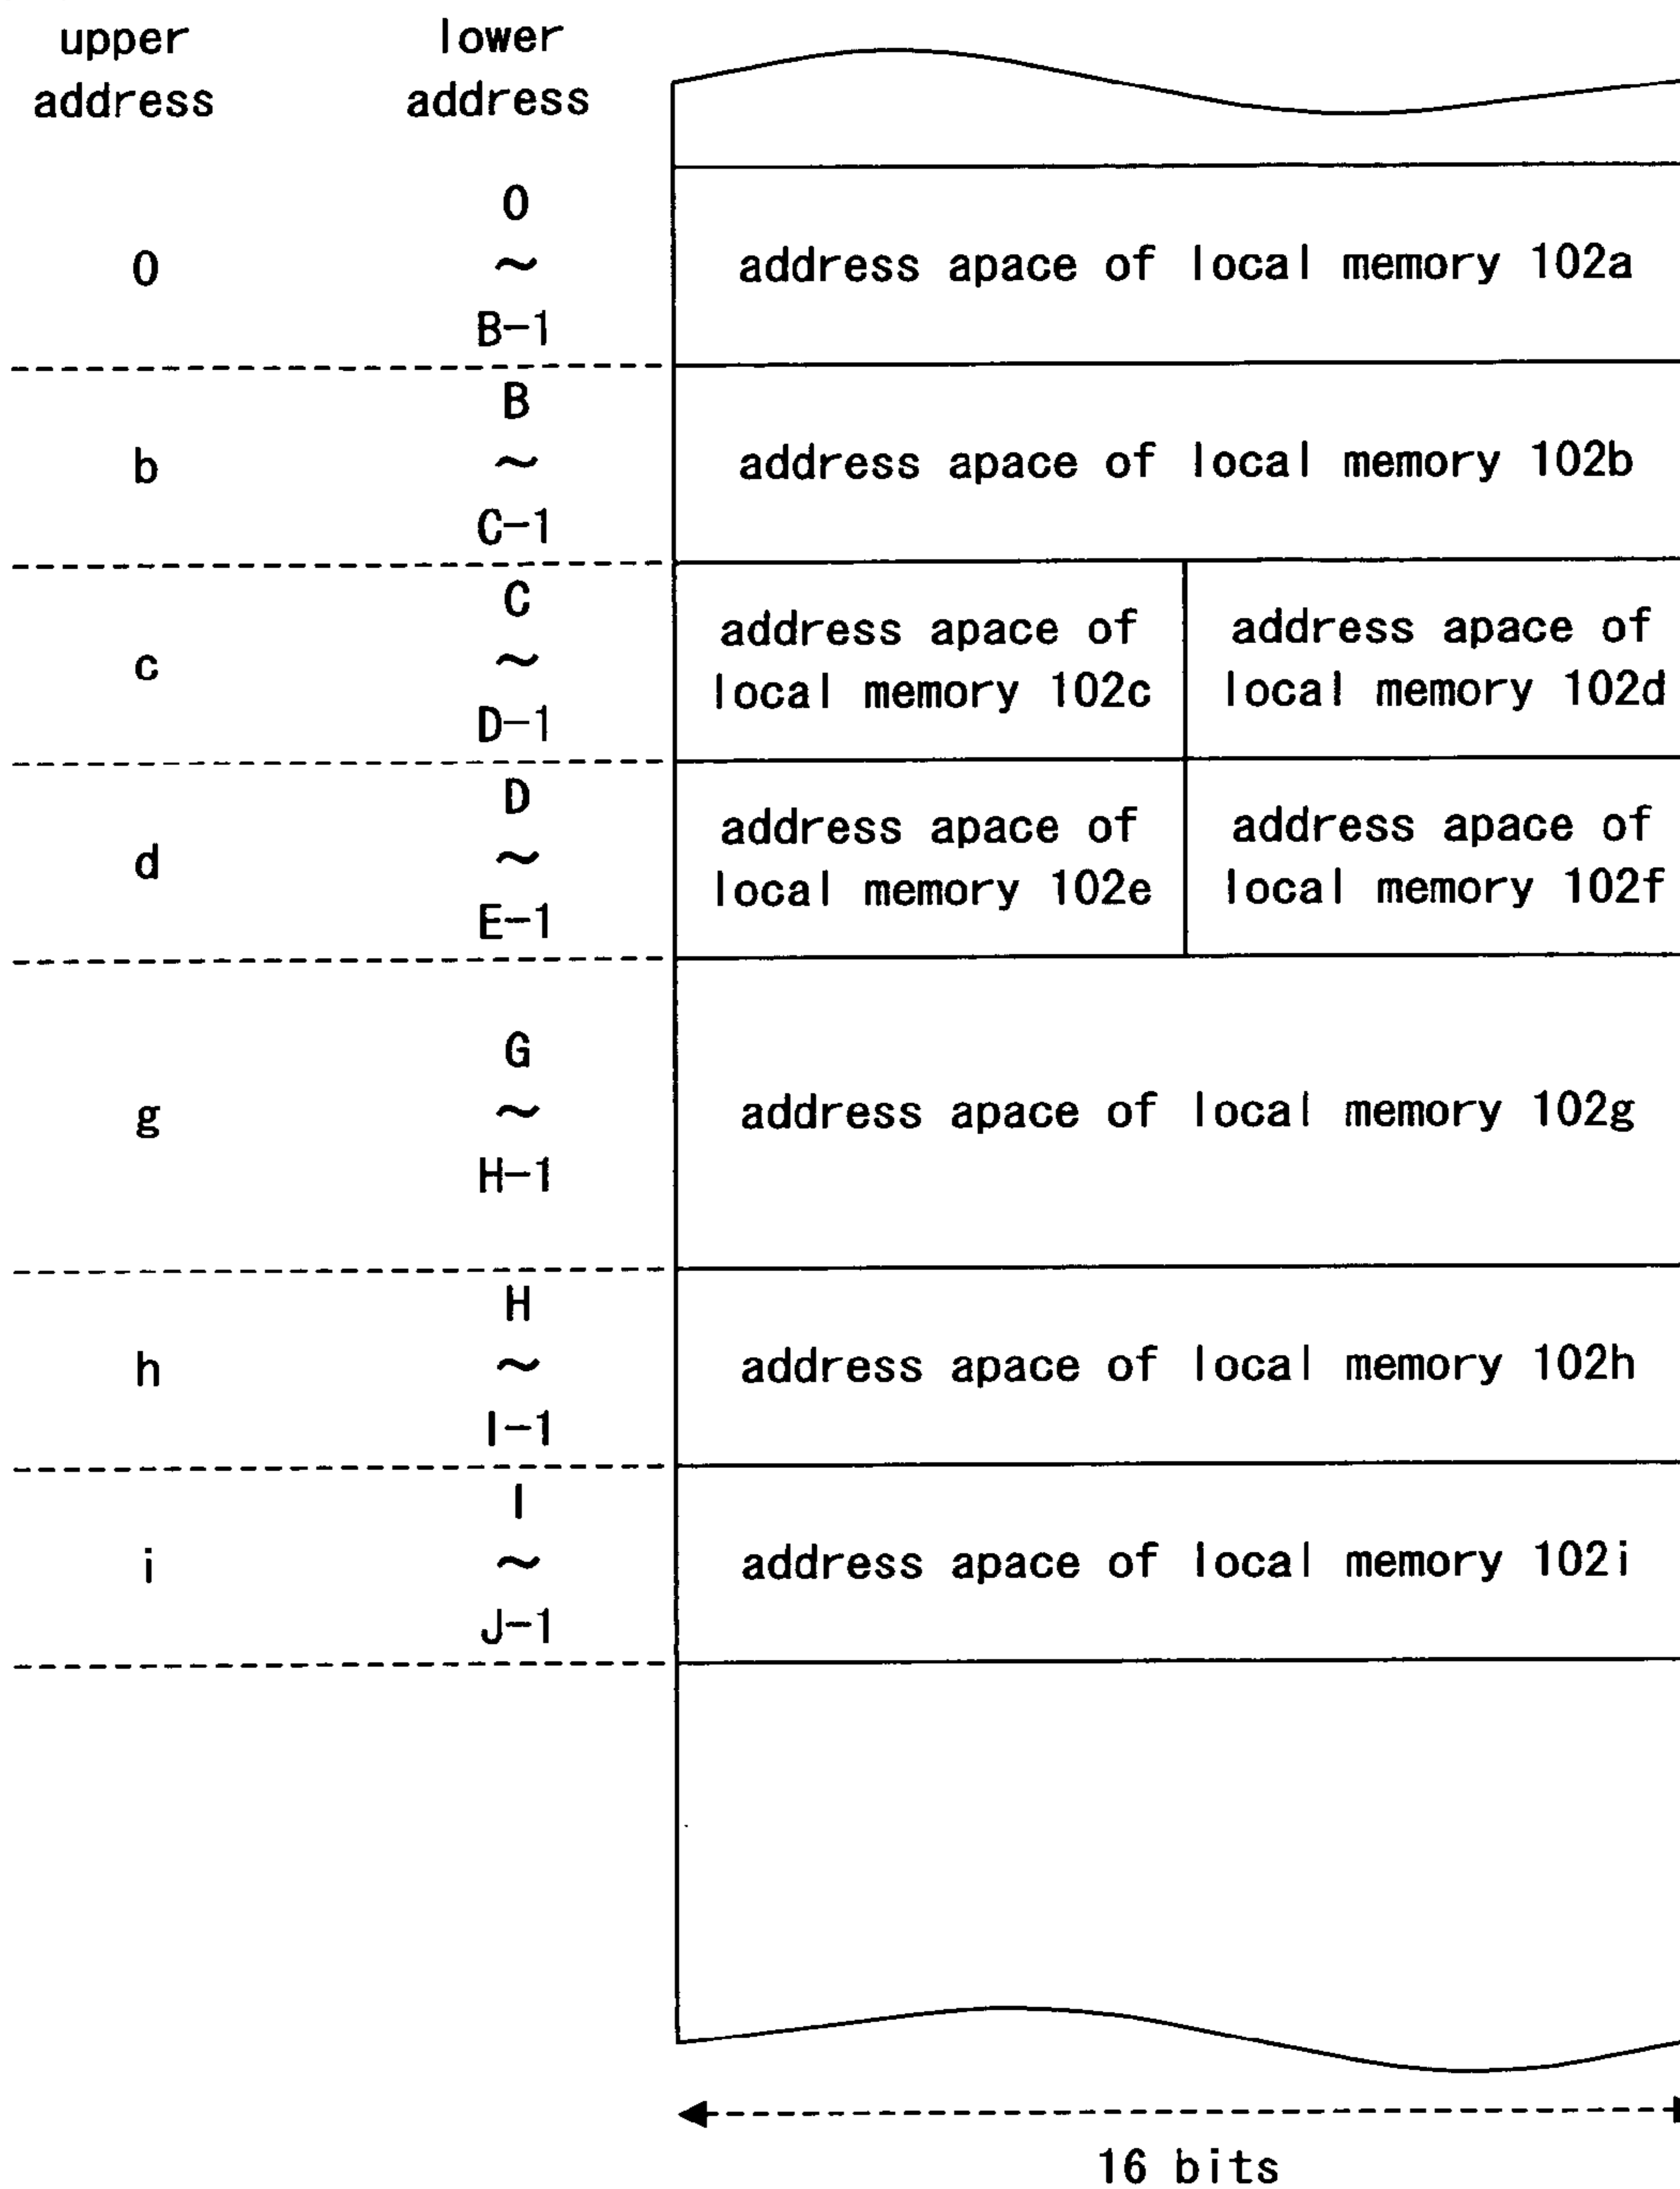 upper address
lower address
0
0
~
B-1
address apace of local memory 102a
b
B
~
C-1
address apace of local memory 102b
c
C
~
D-1
address apace of
local memory 102c
address apace of
local memory 102d
d
D
~
E-1
address apace of
local memory 102e
address apace of
local memory 102f
g
G
~
H-1
address apace of local memory 102g
h
H
~
I-1
address apace of local memory 102h
i
I
~
J-1
address apace of local memory 102i
16 bits